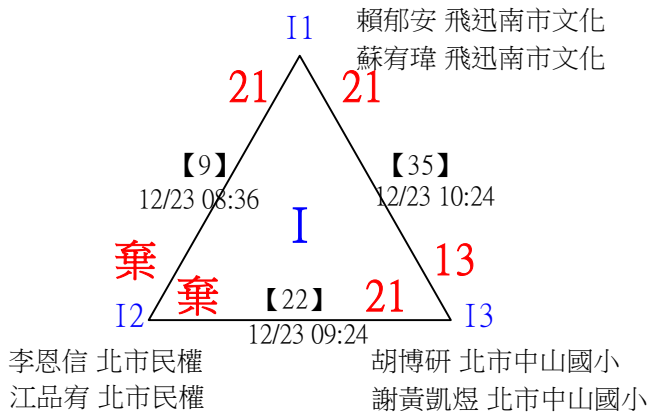 I1
賴郁安 飛迅南市文化
蘇宥瑋 飛迅南市文化
21
21
【9】
【35】
12/23 08:36
12/23 10:24
I
棄
13
棄
【22】
21
I2
I3
12/23 09:24
李恩信 北市民權
胡博研 北市中山國小
江品宥 北市民權
謝黃凱煜 北市中山國小